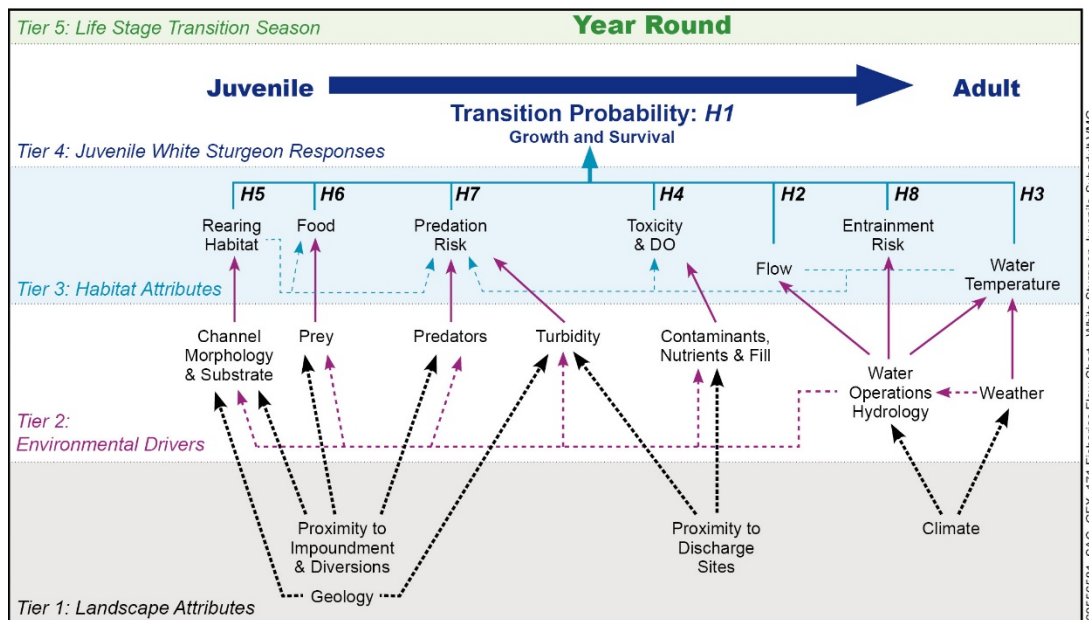 Tier 5: Life Stage Transition Season
Year Round
Juvenile
Adult
Transition Probability: H1
Growth and Survival
Tier 4: Juvenile White Sturgeon Responses
H5
H6
H7
H4
H2
H8
H3
Rearing
Habitat
Food
Predation
Risk
Toxicity
& DO
Flow
Entrainment
Risk
Water
Temperature
Tier 3: Habitat Attributes
Channel
Morphology
& Substrate
Prey
Predators
Turbidity
Contaminants,
Nutrients & Fill
Water
Operations
Hydrology
Weather
Tier 2:
Environmental Drivers
Proximity to
Impoundment
& Diversions
Proximity to
Discharge
Sites
Climate
Geology
Tier 1: Landscape Attributes